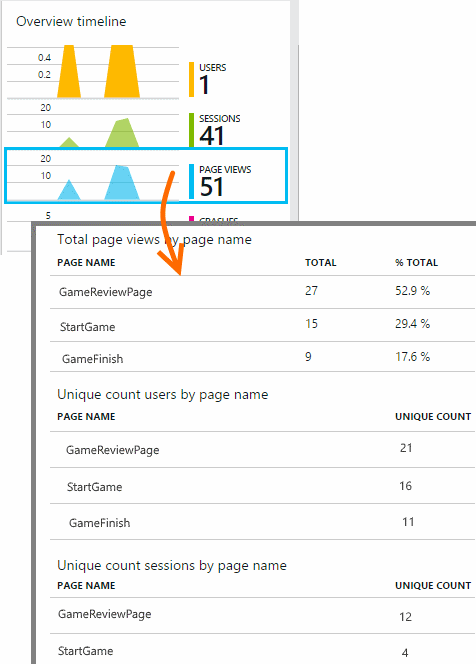 Overview timeline
0.4
0.2
USERS
1
20
10
SESSIONS
41
20
10
PAGE VIEWS
51
5
CRASHES
Total page views by page name
PAGE NAME TOTAL % TOTAL
GameReviewPage 27 52.9 %
StartGame 15 29.4 %
GameFinish 9 17.6 %
Unique count users by page name
PAGE NAME UNIQUE COUNT
GameReviewPage 21
StartGame 16
GameFinish 11
Unique count sessions by page name
PAGE NAME UNIQUE COUNT
GameReviewPage 12
StartGame 4